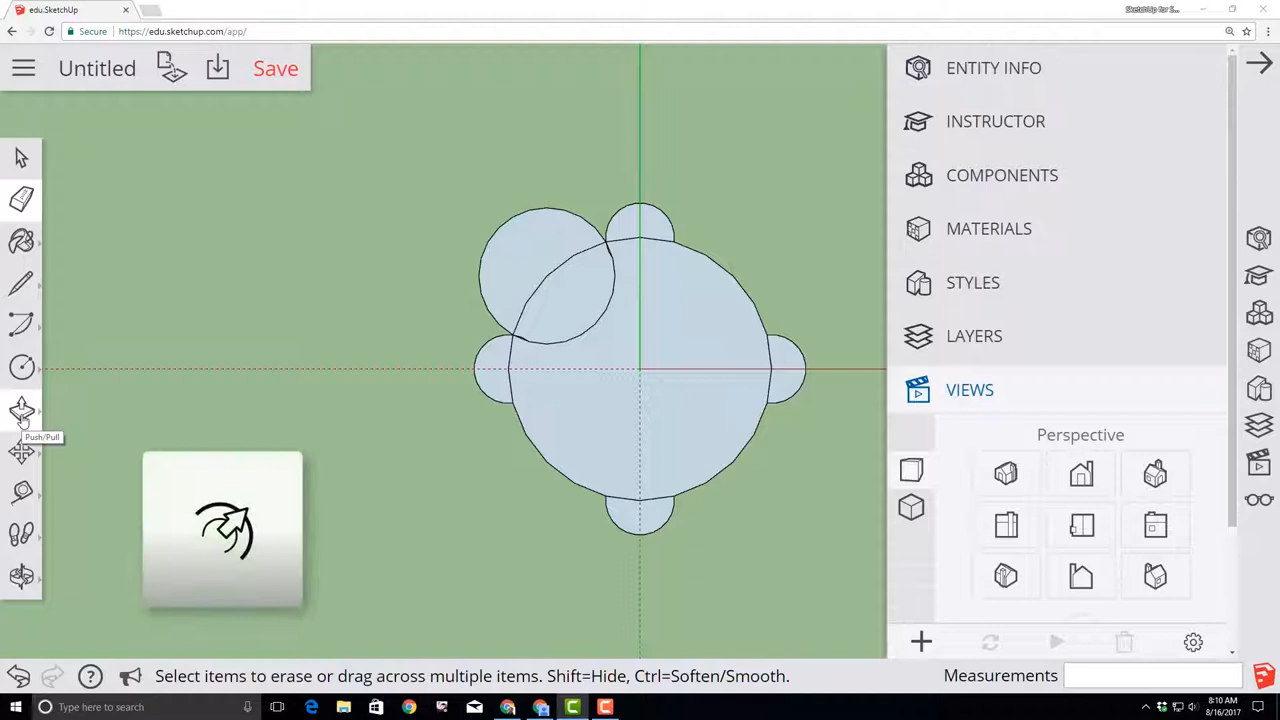 edu.SketchUp
SketchUp for S...
Secure
https://edu.sketchup.com/app/
Untitled
Save
ENTITY INFO
INSTRUCTOR
COMPONENTS
MATERIALS
STYLES
LAYERS
VIEWS
Perspective
Push/Pull
Select items to erase or drag across multiple items. Shift=Hide, Ctrl=Soften/Smooth.
Measurements
Type here to search
8:10 AM
8/16/2017